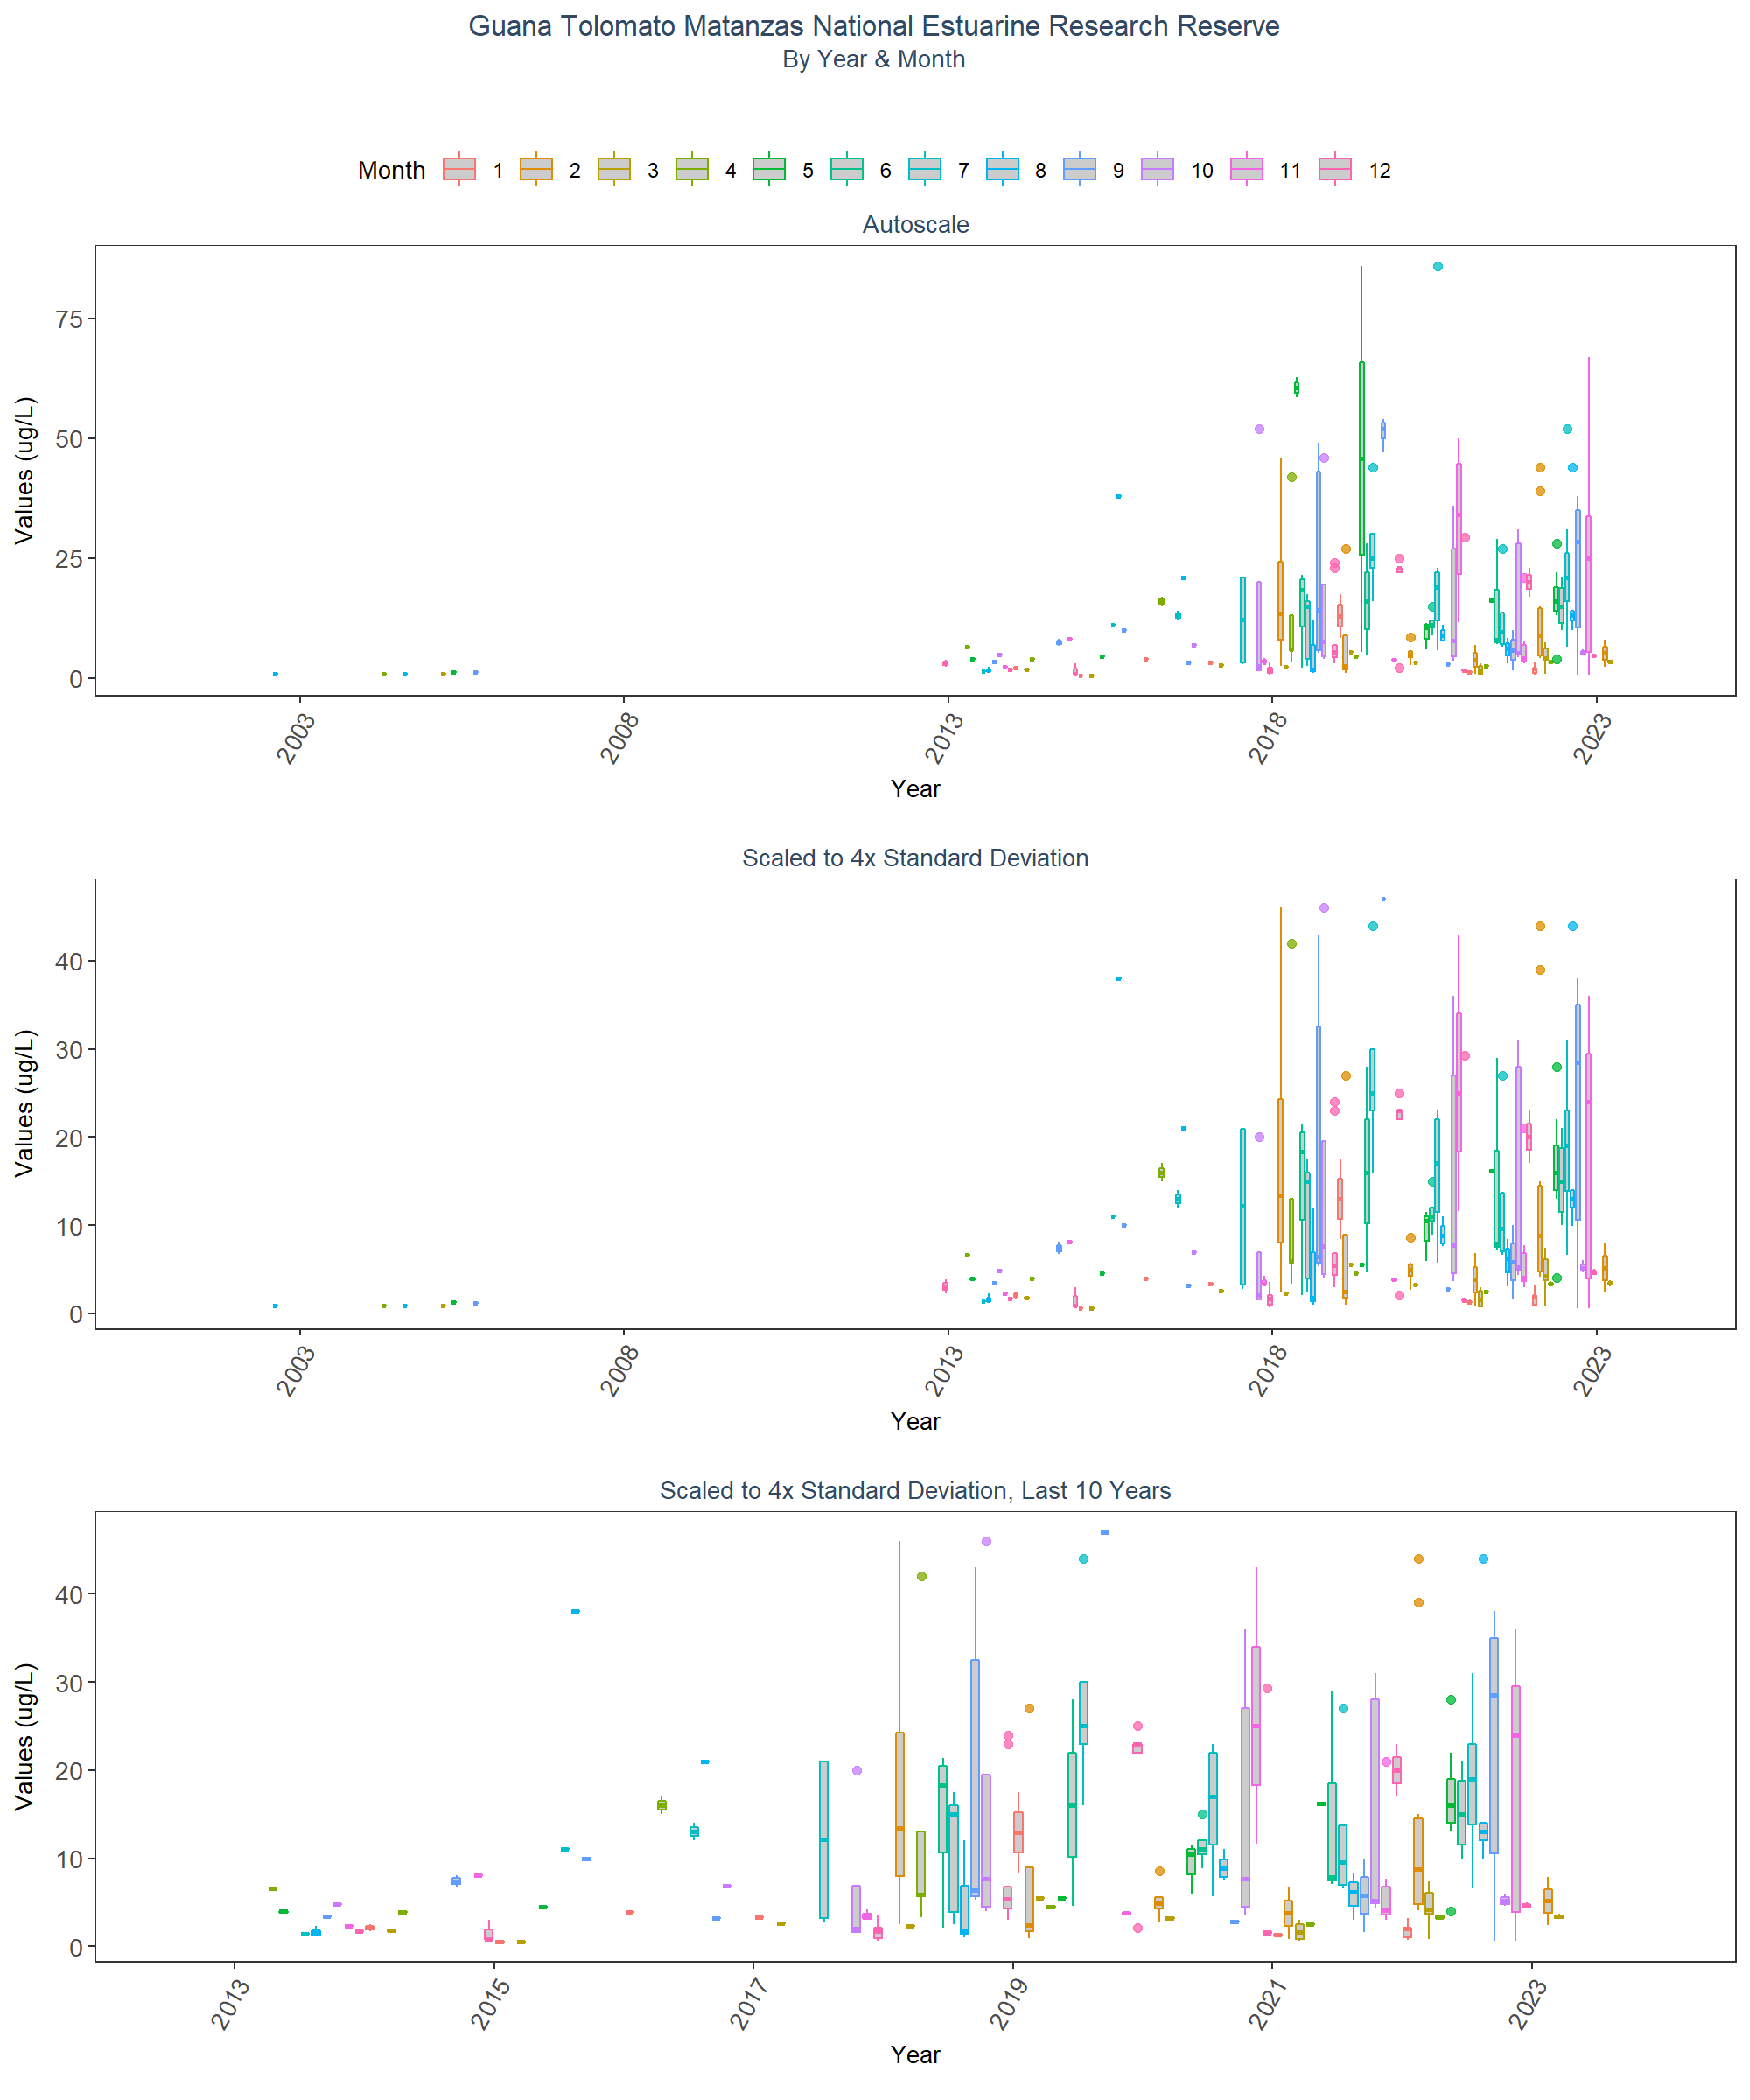 Guana Tolomato Matanzas National Estuarine Research Reserve
By Year & Month
Month 1 2 3 4 5 6 7 8 9 10 11 12
Autoscale
Values (ug/L)
75
50
25
0
2003 2008 2013 2018 2023
Year
Scaled to 4x Standard Deviation
Values (ug/L)
40
30
20
10
0
2003 2008 2013 2018 2023
Year
Scaled to 4x Standard Deviation, Last 10 Years
Values (ug/L)
40
30
20
10
0
2013 2015 2017 2019 2021 2023
Year